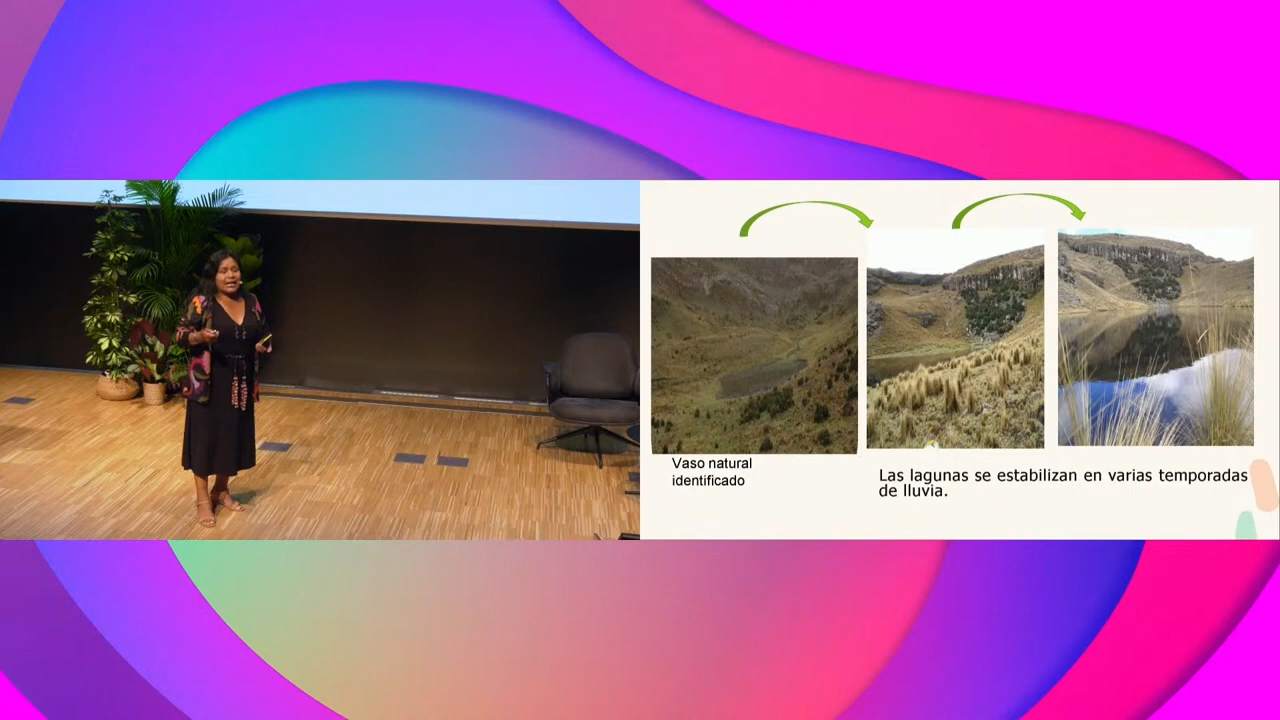 Vaso natural
identificado
Las lagunas se estabilizan en varias temporadas
de lluvia.